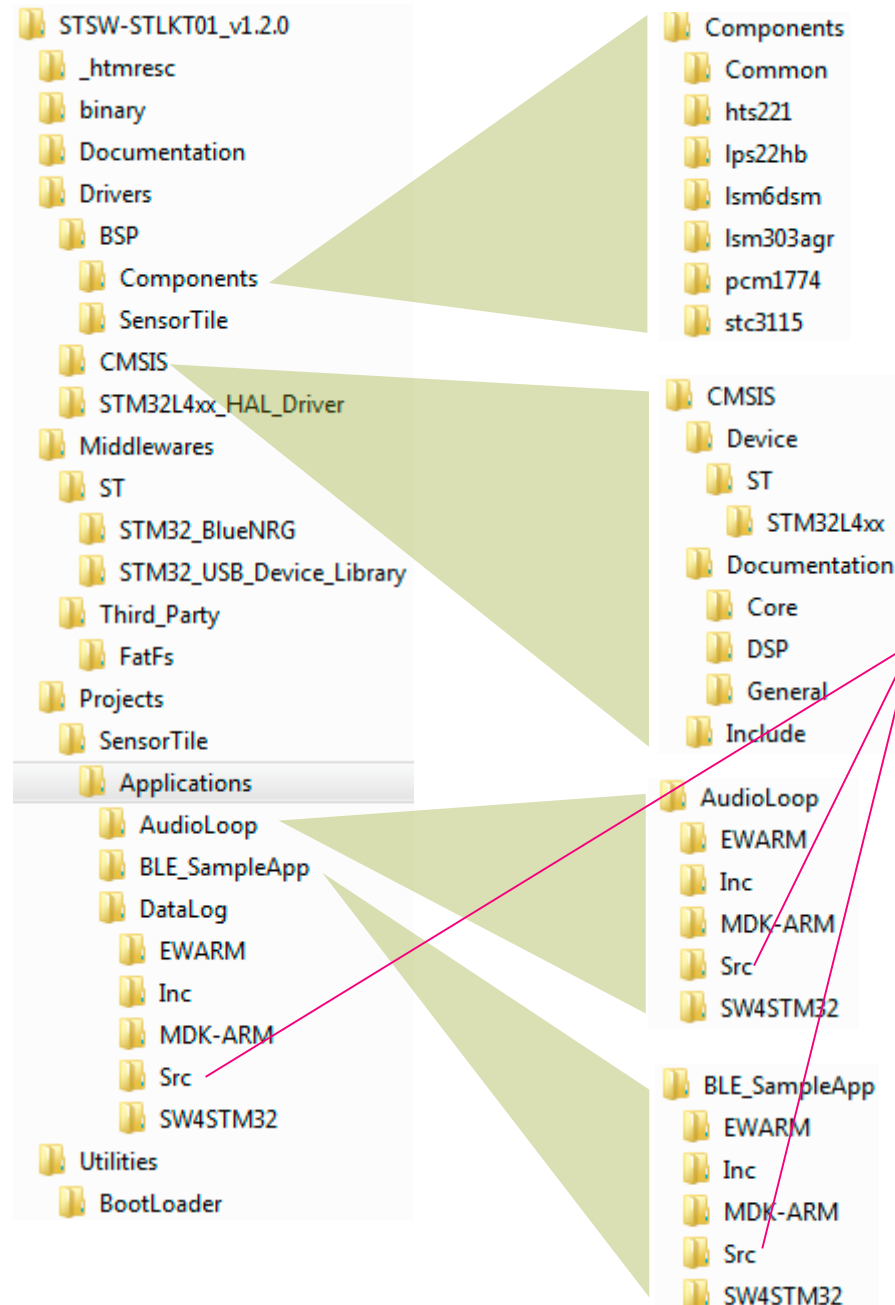 STSW-STLKT01_v1.2.0
_htmresc
binary
Documentation
Drivers
BSP
Components
SensorTile
CMSIS
STM32L4xx_HAL_Driver
Middlewares
ST
STM32_BlueNRG
STM32_USB_Device_Library
Third_Party
FatFs
Projects
SensorTile
Applications
AudioLoop
BLE_SampleApp
DataLog
EWARM
Inc
MDK-ARM
Src
SW4STM32
Utilities
BootLoader
Components
Common
hts221
lps22hb
lsm6dsm
lsm303agr
pcm1774
stc3115
CMSIS
Device
ST
STM32L4xx
Documentation
Core
DSP
General
Include
AudioLoop
EWARM
Inc
MDK-ARM
Src
SW4STM32
BLE_SampleApp
EWARM
Inc
MDK-ARM
Src
SW4STM32